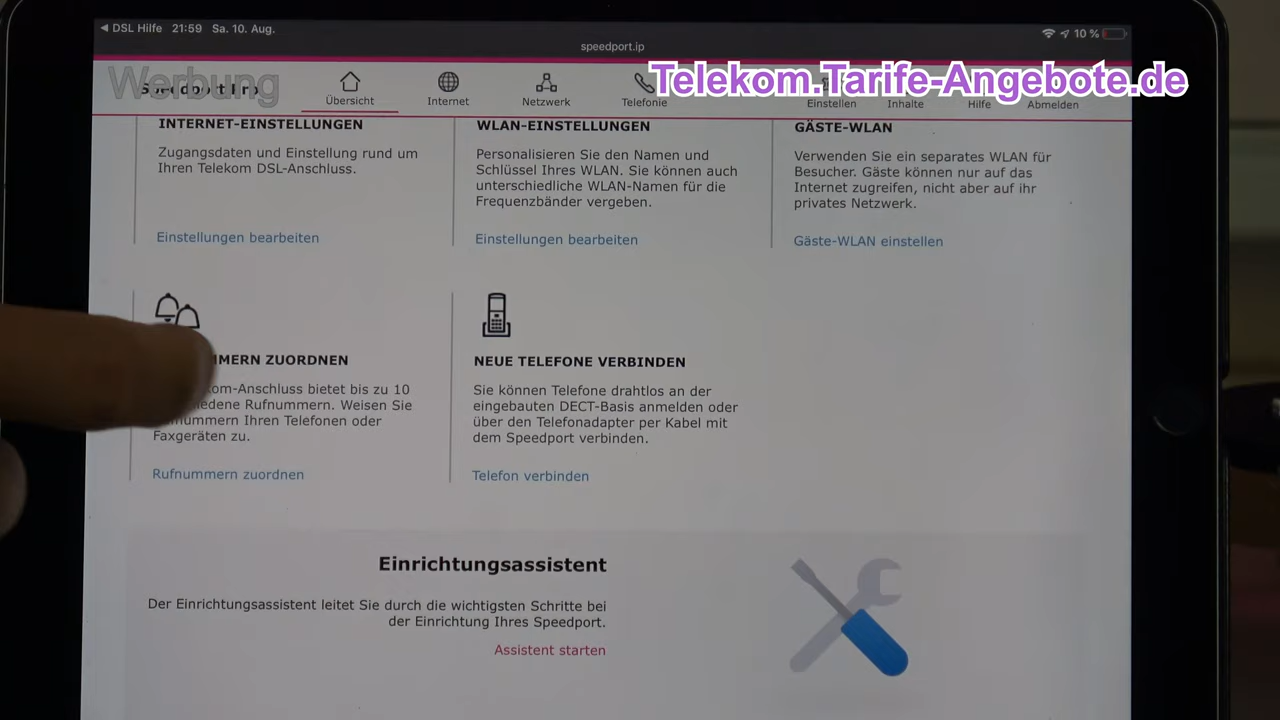 DSL Hilfe 21:59 Sa. 10. Aug.
10 %
speedport.ip
Werbung
Telekom.Tarife-Angebote.de
Übersicht
Internet
Netzwerk
Telefonie
Einstellen
Inhalte
Hilfe
Abmelden
INTERNET-EINSTELLUNGEN
Zugangsdaten und Einstellung rund um
Ihren Telekom DSL-Anschluss.
Einstellungen bearbeiten
WLAN-EINSTELLUNGEN
Personalisieren Sie den Namen und
Schlüssel Ihres WLAN. Sie können auch
unterschiedliche WLAN-Namen für die
Frequenzbänder vergeben.
Einstellungen bearbeiten
GÄSTE-WLAN
Verwenden Sie ein separates WLAN für
Besucher. Gäste können nur auf das
Internet zugreifen, nicht aber auf ihr
privates Netzwerk.
Gäste-WLAN einstellen
ZUORDNEN
bietet bis zu 10
Rufnummern. Weisen Sie
Ihren Telefonen oder
Faxgeräten zu.
Rufnummern zuordnen
NEUE TELEFONE VERBINDEN
Sie können Telefone drahtlos an der
eingebauten DECT-Basis anmelden oder
über den Telefonadapter per Kabel mit
dem Speedport verbinden.
Telefon verbinden
Einrichtungsassistent
Der Einrichtungsassistent leitet Sie durch die wichtigsten Schritte bei
der Einrichtung Ihres Speedport.
Assistent starten